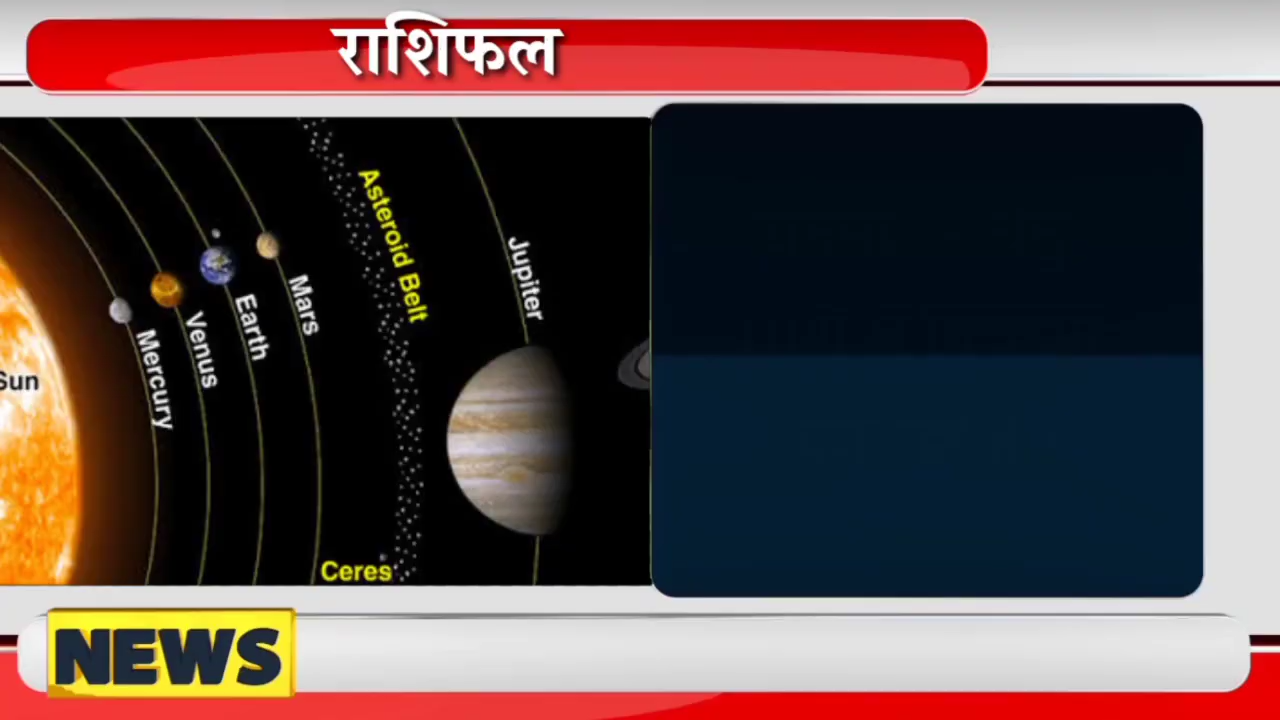 राशिफल
Asteroid Belt
Jupiter
Mars
Earth
Venus
Mercury
Sun
Ceres
NEWS